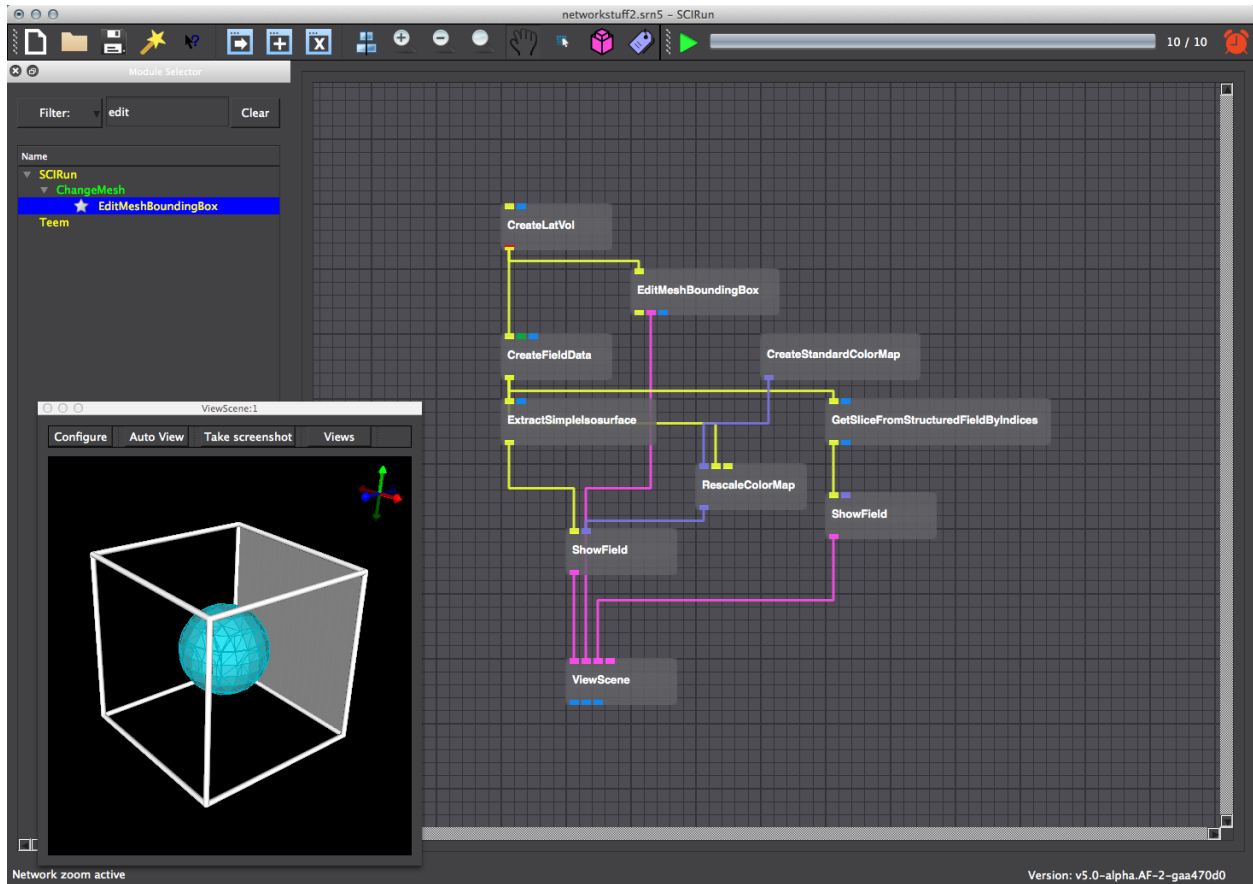 networkstuff2.srn5 – SCIRun
10 / 10
Module Selector
Filter: edit Clear
Name
SCIRun
ChangeMesh
EditMeshBoundingBox
Teem
CreateLatVol
EditMeshBoundingBox
CreateFieldData
CreateStandardColorMap
ExtractSimpleIsosurface
GetSliceFromStructuredFieldByIndices
RescaleColorMap
ShowField
ShowField
ViewScene
ViewScene:1
Configure Auto View Take screenshot Views
Network zoom active
Version: v5.0-alpha.AF-2-gaa470d0